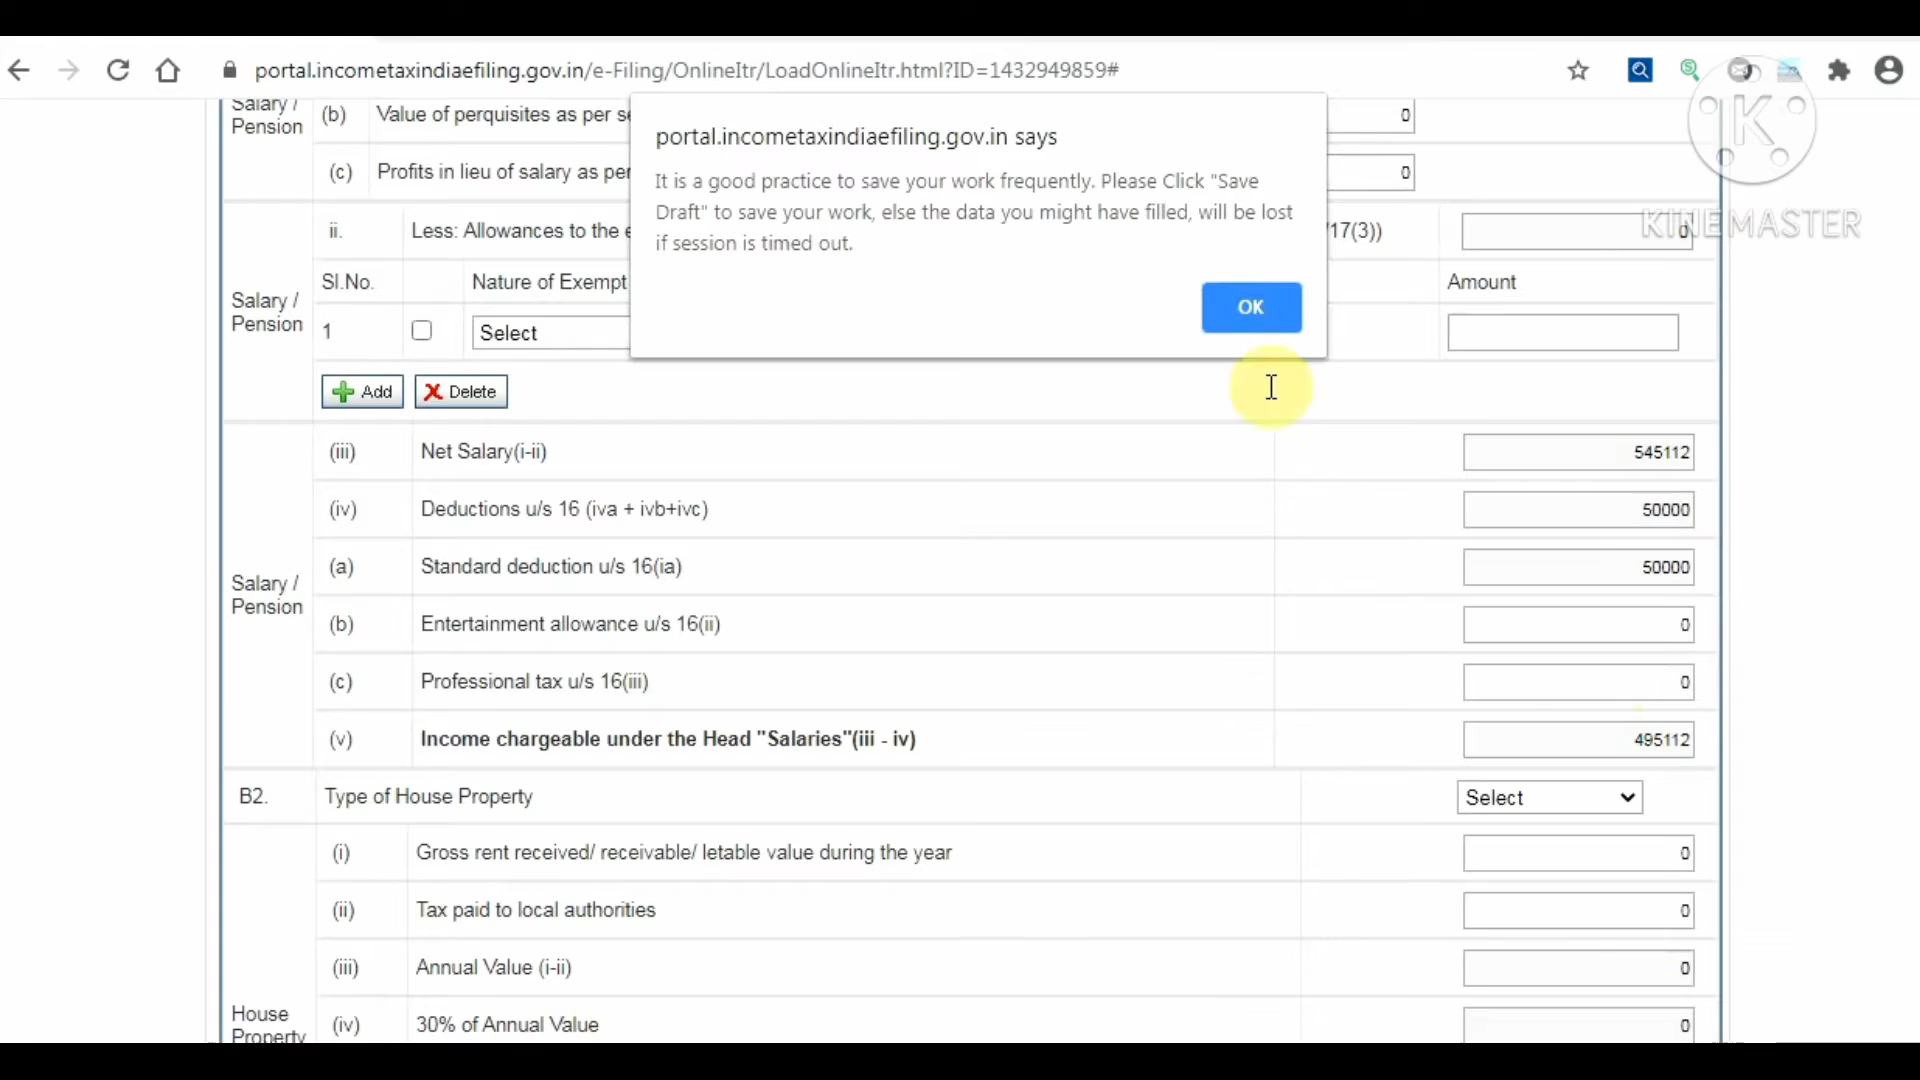 portal.incometaxindiaefiling.gov.in/e-Filing/OnlineItr/LoadOnlineItr.html?ID=1432949859#
portal.incometaxindiaefiling.gov.in says
It is a good practice to save your work frequently. Please Click "Save
Draft" to save your work, else the data you might have filled, will be lost
if session is timed out.
OK
K
KINEMASTER
Salary /
Pension
(b) Value of perquisites as per 0
(c) Profits in lieu of salary as per 0
ii. Less: Allowances to the 17(3)) 0
Sl.No. Nature of Exempt Amount
Salary /
Pension
1 Select
Add Delete
(iii) Net Salary(i-ii) 545112
(iv) Deductions u/s 16 (iva + ivb+ivc) 50000
(a) Standard deduction u/s 16(ia) 50000
Salary /
Pension
(b) Entertainment allowance u/s 16(ii) 0
(c) Professional tax u/s 16(iii) 0
(v) Income chargeable under the Head "Salaries"(iii - iv) 495112
B2. Type of House Property Select
(i) Gross rent received/ receivable/ letable value during the year 0
(ii) Tax paid to local authorities 0
(iii) Annual Value (i-ii) 0
House
Property
(iv) 30% of Annual Value 0